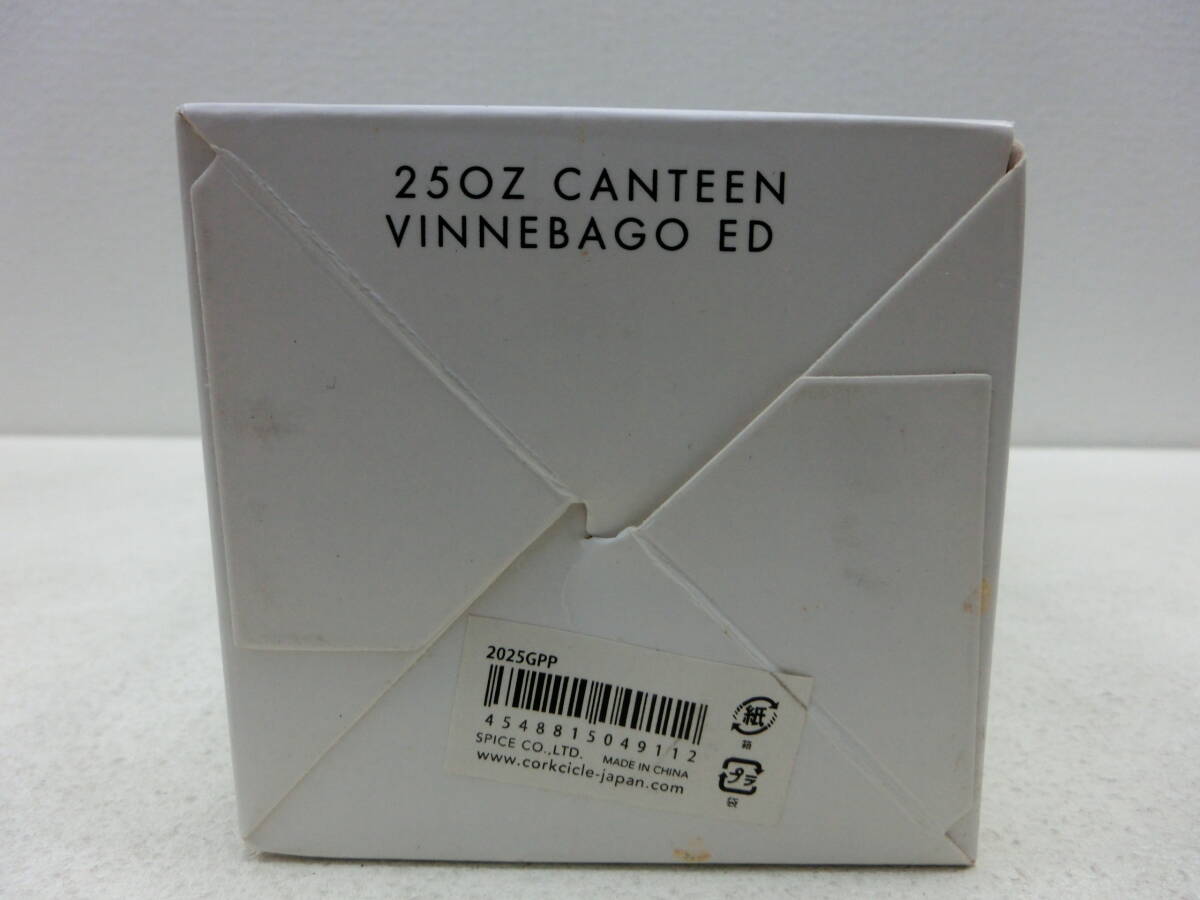 25OZ CANTEEN
VINNEBAGO ED
2025GPP
4548815049112
SPICE CO.,LTD. MADE IN CHINA
www.corkcicle-japan.com
紙
箱
プラ
袋